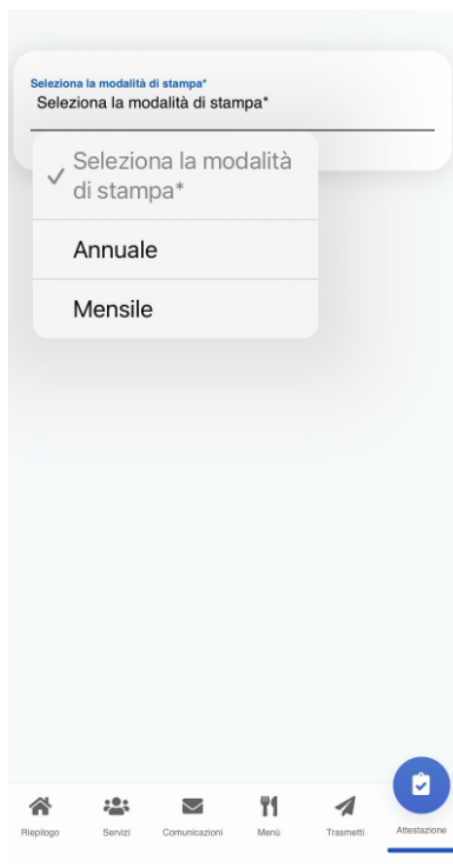 Seleziona la modalità di stampa*
Seleziona la modalità di stampa*
Seleziona la modalità
di stampa*
Annuale
Mensile
Riepilogo
Servizi
Comunicazioni
Menù
Trasmetti
Attestazione